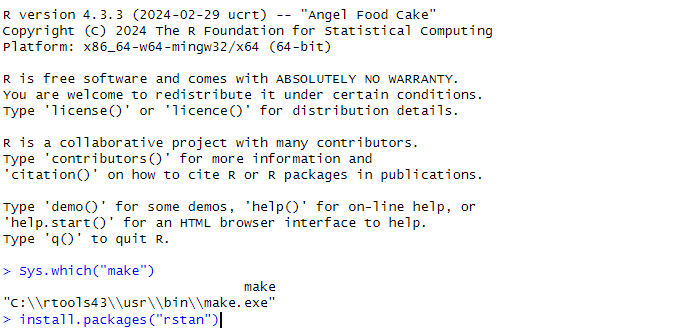 R version 4.3.3 (2024-02-29 ucrt) -- "Angel Food Cake"
Copyright (C) 2024 The R Foundation for Statistical Computing
Platform: x86_64-w64-mingw32/x64 (64-bit)

R is free software and comes with ABSOLUTELY NO WARRANTY.
You are welcome to redistribute it under certain conditions.
Type 'license()' or 'licence()' for distribution details.

R is a collaborative project with many contributors.
Type 'contributors()' for more information and
'citation()' on how to cite R or R packages in publications.

Type 'demo()' for some demos, 'help()' for on-line help, or
'help.start()' for an HTML browser interface to help.
Type 'q()' to quit R.

> Sys.which("make")
                              make
"C:\\rtools43\\usr\\bin\\make.exe"
> install.packages("rstan")